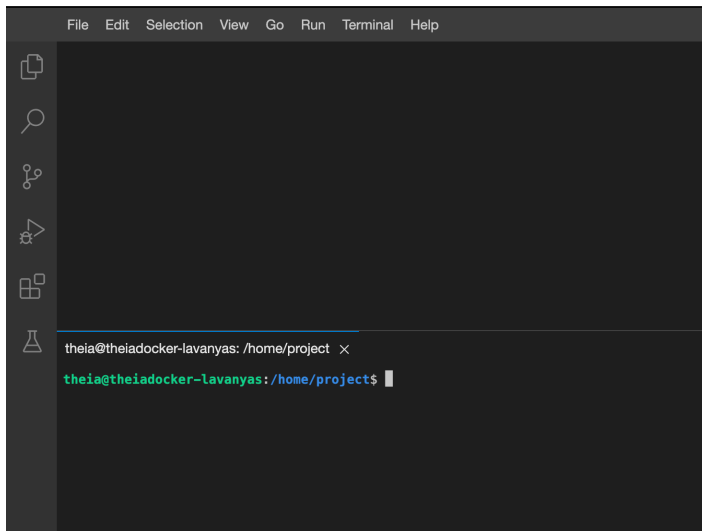 File Edit Selection View Go Run Terminal Help
theia@theiadocker-lavanyas: /home/project ×
theia@theiadocker-lavanyas:/home/project$